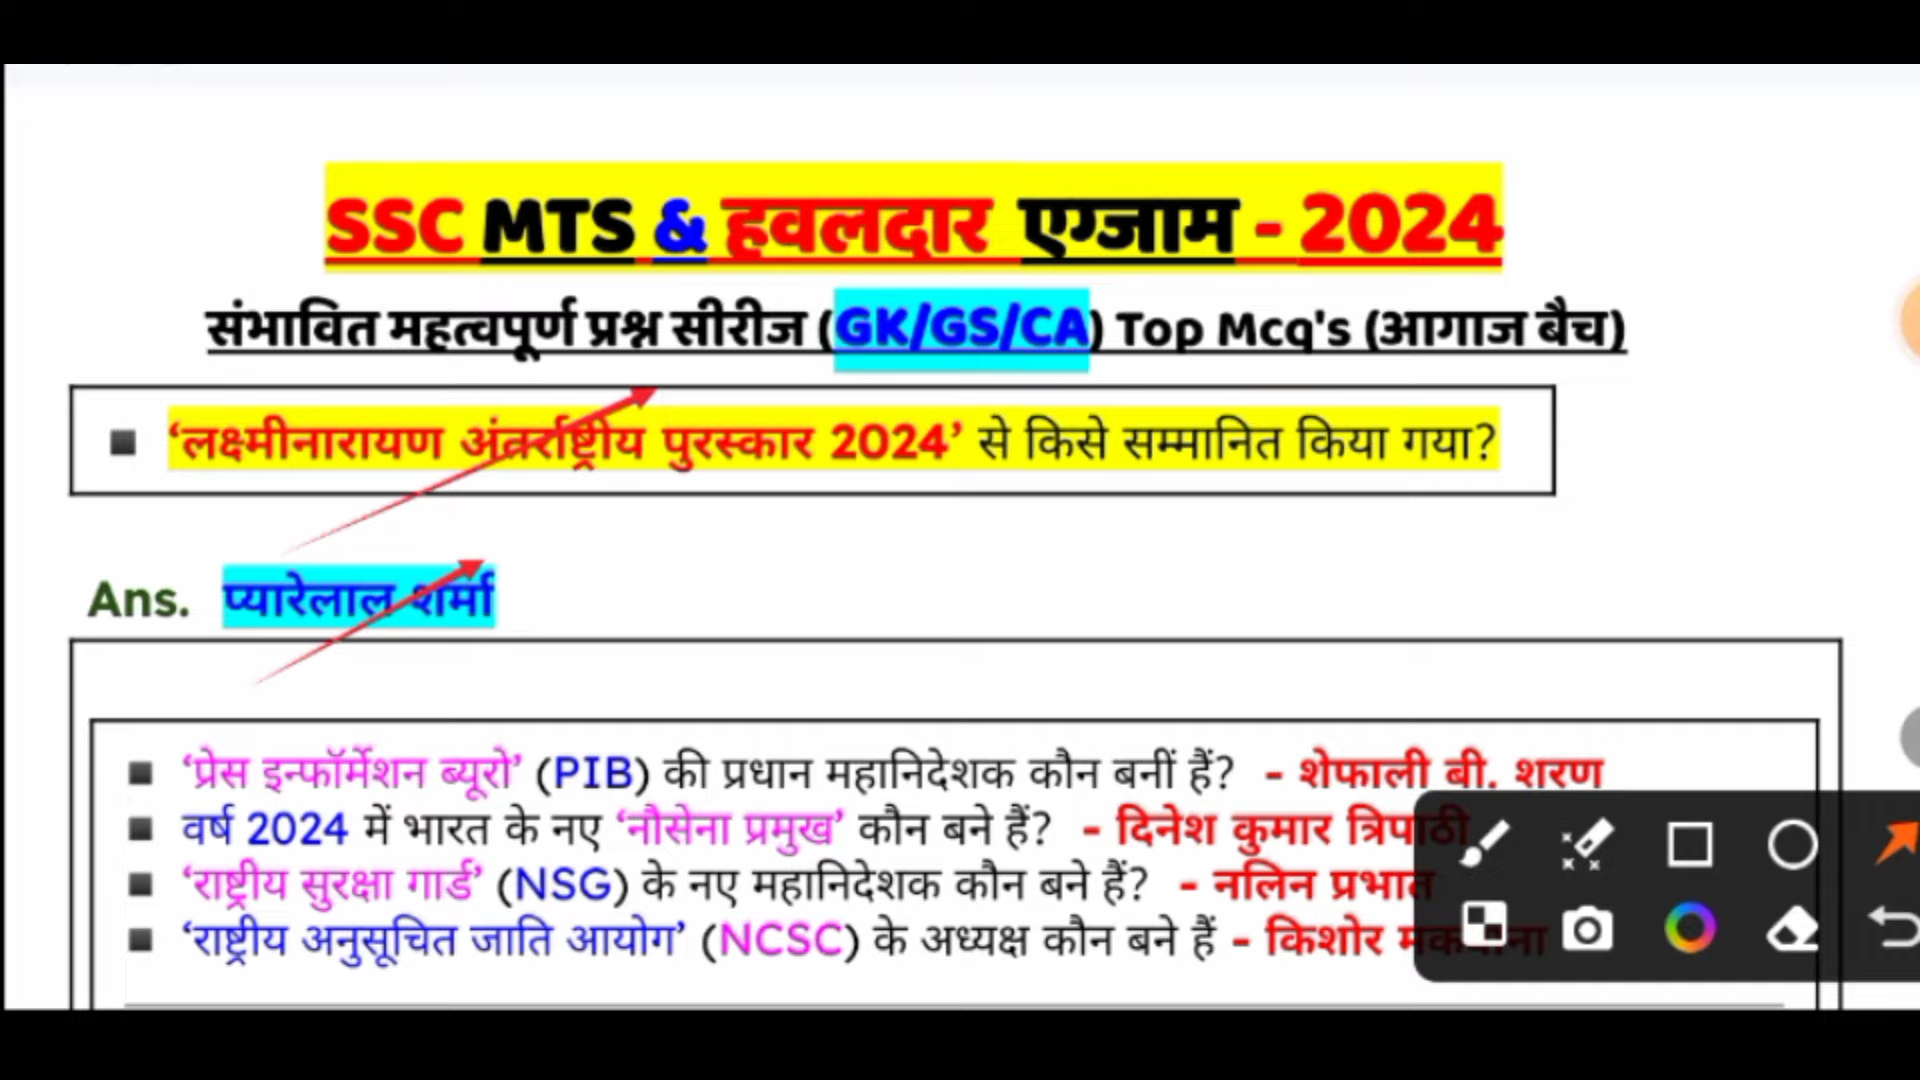 SSC MTS & हवलदार एग्जाम - 2024
संभावित महत्वपूर्ण प्रश्न सीरीज (GK/GS/CA) Top Mcq's (आगाज बैच)
▪ ‘लक्ष्मीनारायण अंतर्राष्ट्रीय पुरस्कार 2024’ से किसे सम्मानित किया गया?
Ans. प्यारेलाल शर्मा
▪ ‘प्रेस इन्फॉर्मेशन ब्यूरो’ (PIB) की प्रधान महानिदेशक कौन बनीं हैं? - शेफाली बी. शरण
▪ वर्ष 2024 में भारत के नए ‘नौसेना प्रमुख’ कौन बने हैं? - दिनेश कुमार त्रिपाठी
▪ ‘राष्ट्रीय सुरक्षा गार्ड’ (NSG) के नए महानिदेशक कौन बने हैं? - नलिन प्रभात
▪ ‘राष्ट्रीय अनुसूचित जाति आयोग’ (NCSC) के अध्यक्ष कौन बने हैं - किशोर